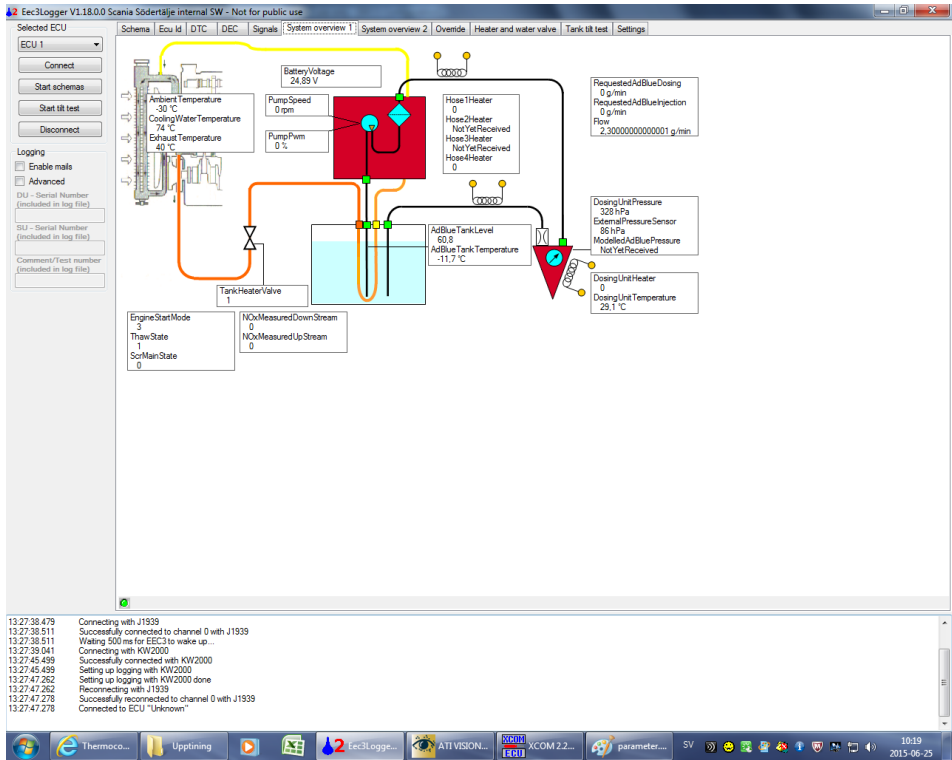 Eec3Logger V1.18.0.0 Scania Södertälje internal SW - Not for public use
Selected ECU
ECU 1
Connect
Start schemas
Start tilt test
Disconnect
Logging
Enable mails
Advanced
DU - Serial Number
(included in log file)
SU - Serial Number
(included in log file)
Comment/Test number
(included in log file)
Schema Ecu Id DTC DEC Signals System overview 1 System overview 2 Override Heater and water valve Tank tilt test Settings
BatteryVoltage
24,89 V
AmbientTemperature
-30 °C
CoolingWaterTemperature
74 °C
ExhaustTemperature
40 °C
PumpSpeed
0 rpm
PumpPwm
0 %
Hose1Heater
0
Hose2Heater
NotYetReceived
Hose3Heater
NotYetReceived
Hose4Heater
0
RequestedAdBlueDosing
0 g/min
RequestedAdBlueInjection
0 g/min
Flow
2,30000000000001 g/min
DosingUnitPressure
328 hPa
ExternalPressureSensor
86 hPa
ModelledAdBluePressure
NotYetReceived
AdBlueTankLevel
60,8
AdBlueTankTemperature
-11,7 °C
DosingUnitHeater
0
DosingUnitTemperature
29,1 °C
TankHeaterValve
1
EngineStartMode
3
ThawState
1
ScrMainState
0
NOxMeasuredDownStream
0
NOxMeasuredUpStream
0
13:27:38.479 Connecting with J1939
13:27:38.511 Successfully connected to channel 0 with J1939
13:27:38.511 Waiting 500 ms for EEC3 to wake up...
13:27:39.041 Connecting with KW2000
13:27:45.499 Successfully connected with KW2000
13:27:45.499 Setting up logging with KW2000
13:27:47.262 Setting up logging with KW2000 done
13:27:47.262 Reconnecting with J1939
13:27:47.278 Successfully reconnected to channel 0 with J1939
13:27:47.278 Connected to ECU "Unknown"
Thermoco... Upptining 2 Eec3Logge... ATI VISION... XCOM ECU XCOM 2.2... parameter.... SV 10:19
2015-06-25